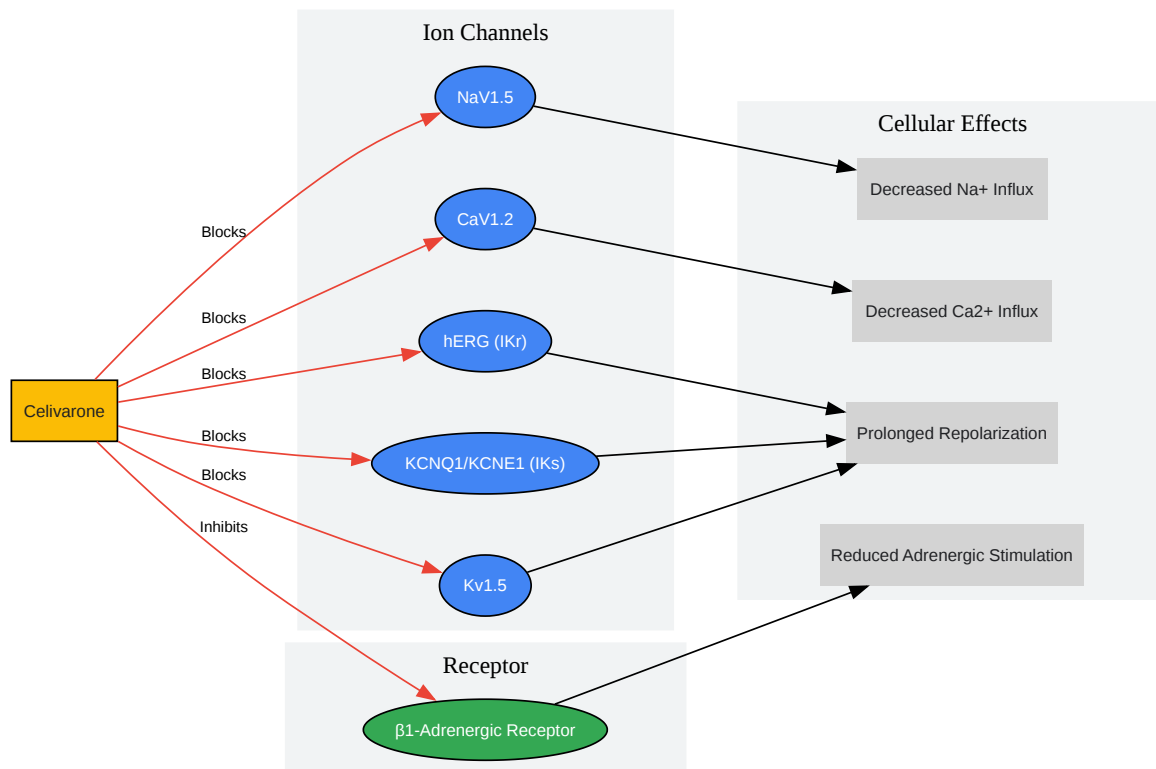 Ion Channels
NaV1.5
Cellular Effects
Decreased Na+ Influx
Blocks
CaV1.2
Blocks
Decreased Ca2+ Influx
hERG (IKr)
Blocks
Celivarone
Prolonged Repolarization
Blocks
KCNQ1/KCNE1 (IKs)
Blocks
Inhibits
Reduced Adrenergic Stimulation
Kv1.5
Receptor
β1-Adrenergic Receptor